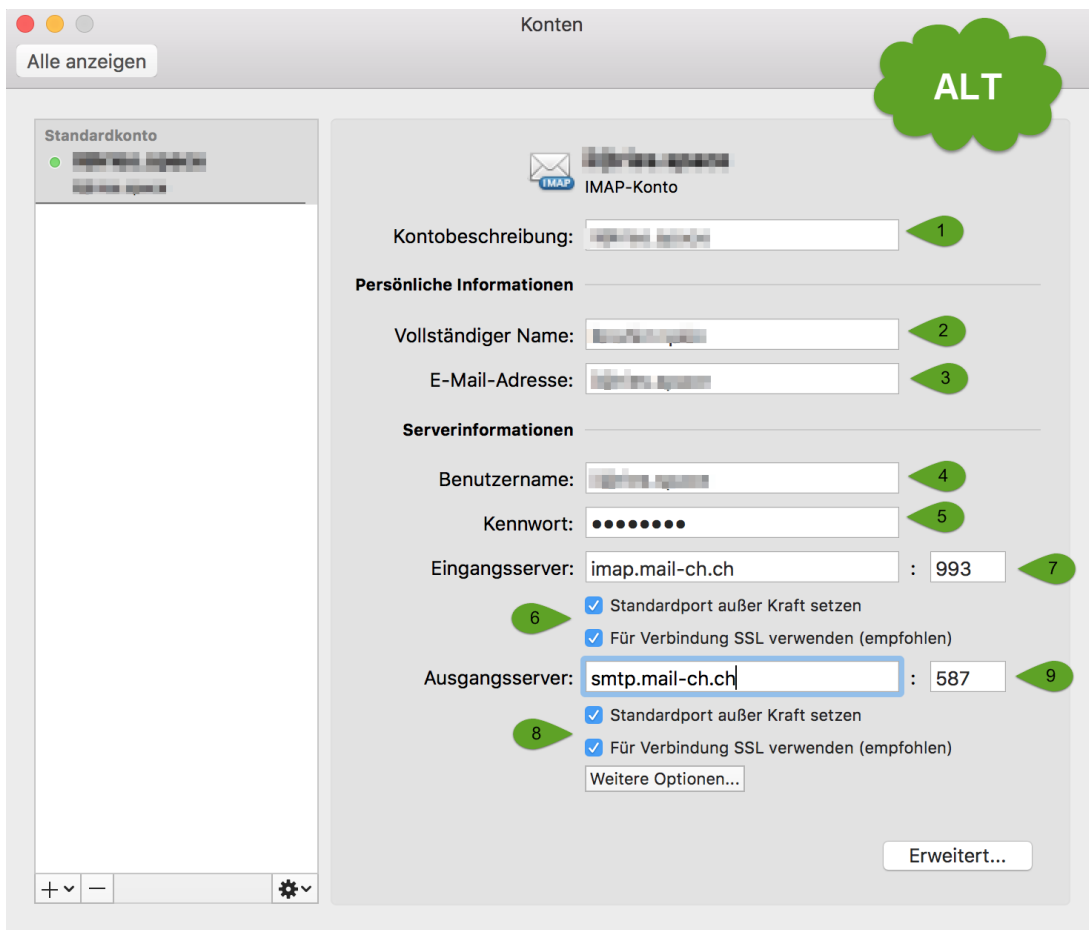 Konten
Alle anzeigen
ALT
Standardkonto
IMAP
IMAP-Konto
Kontobeschreibung:
1
Persönliche Informationen
Vollständiger Name:
2
E-Mail-Adresse:
3
Serverinformationen
Benutzername:
4
Kennwort: ●●●●●●●●
5
Eingangsserver: imap.mail-ch.ch : 993
7
6
Standardport außer Kraft setzen
Für Verbindung SSL verwenden (empfohlen)
Ausgangsserver: smtp.mail-ch.ch : 587
9
8
Standardport außer Kraft setzen
Für Verbindung SSL verwenden (empfohlen)
Weitere Optionen...
Erweitert...